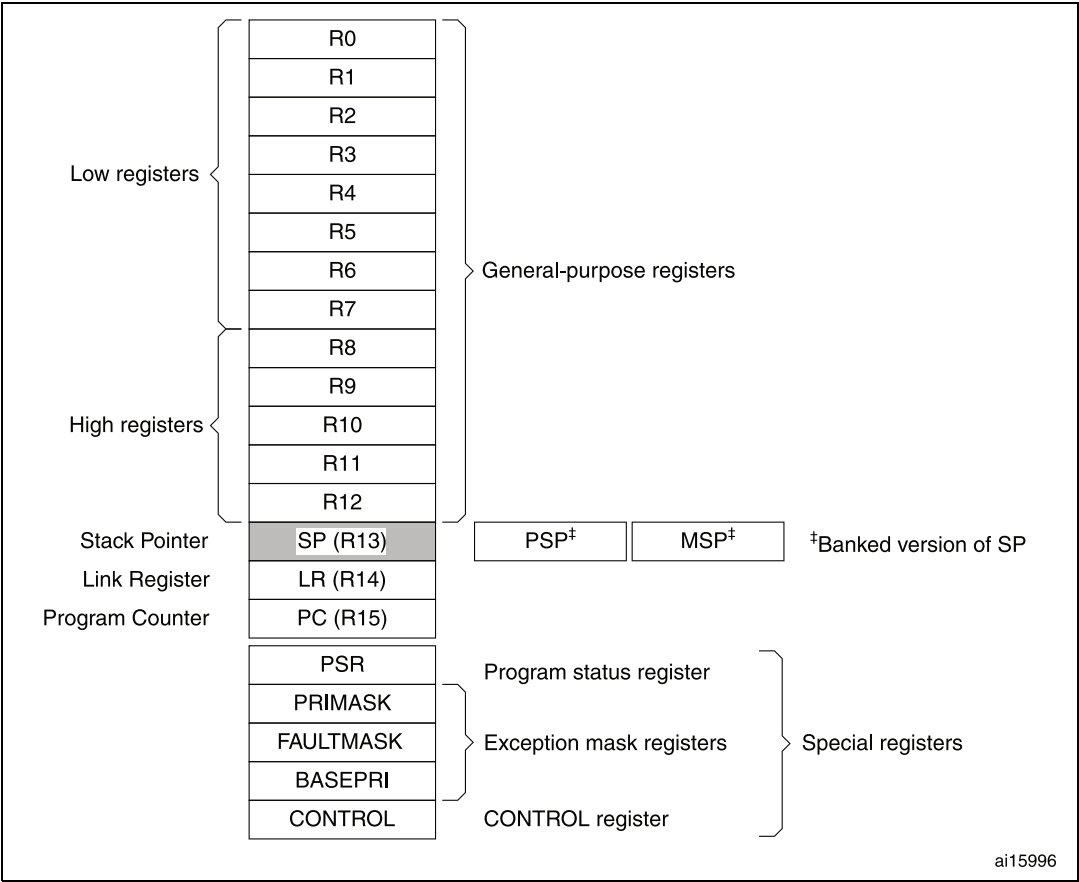 R0
R1
R2
Low registers
R3
R4
R5
R6
General-purpose registers
R7
R8
R9
High registers
R10
R11
R12
Stack Pointer SP (R13) PSP‡ MSP‡ ‡Banked version of SP
Link Register LR (R14)
Program Counter PC (R15)
PSR Program status register
PRIMASK
FAULTMASK Exception mask registers Special registers
BASEPRI
CONTROL CONTROL register
ai15996